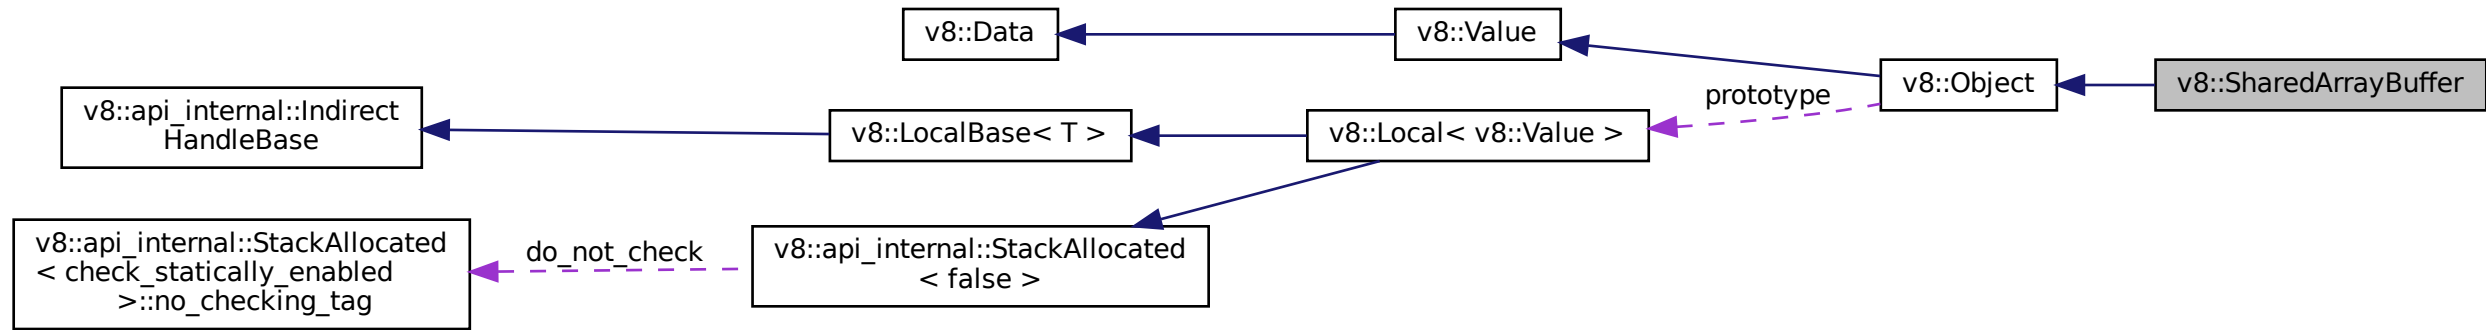 v8::Data
v8::Value
v8::Object
v8::SharedArrayBuffer
prototype
v8::api_internal::Indirect
HandleBase
v8::LocalBase< T >
v8::Local< v8::Value >
v8::api_internal::StackAllocated
< check_statically_enabled
>::no_checking_tag
do_not_check
v8::api_internal::StackAllocated
< false >